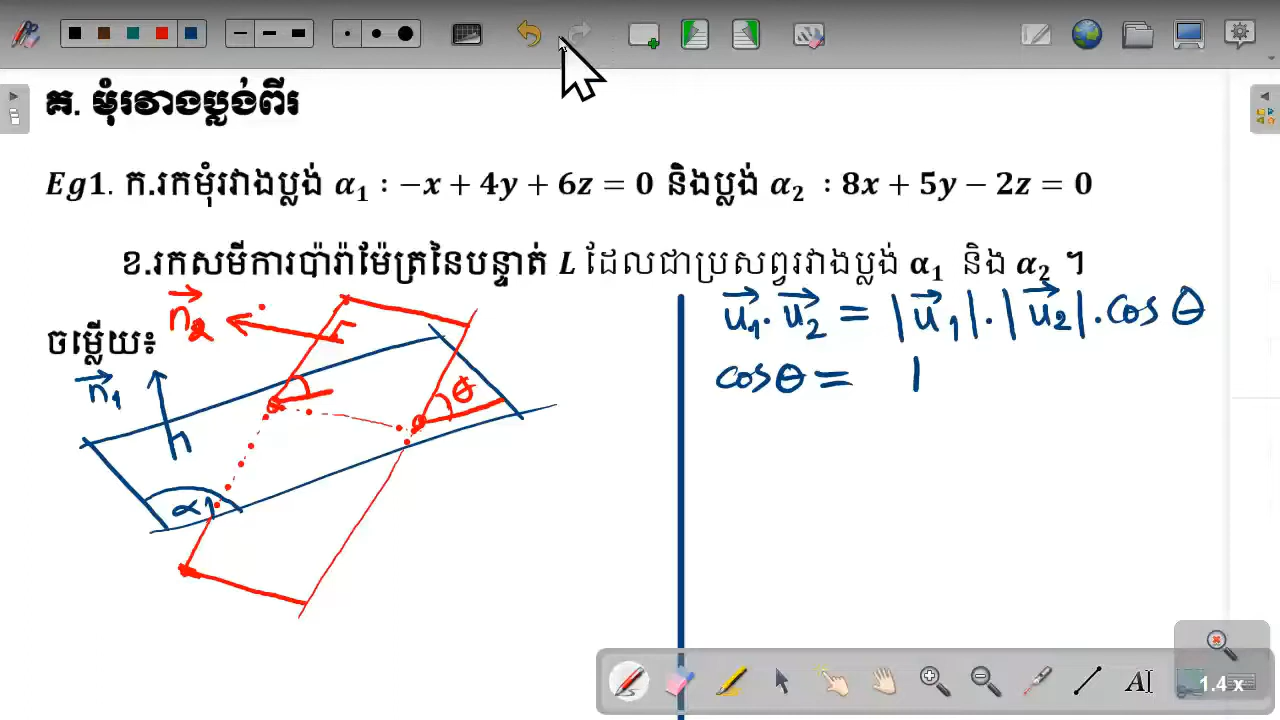 គ. មុំរវាងប្លង់ពីរ
Eg1. ក.រកមុំរវាងប្លង់ α₁ : −x + 4y + 6z = 0 និងប្លង់ α₂ : 8x + 5y − 2z = 0
ខ.រកសមីការប៉ារ៉ាម៉ែត្រនៃបន្ទាត់ L ដែលជាប្រសព្វរវាងប្លង់ α₁ និង α₂ ។
ចម្លើយ៖
n⃗₂
n⃗₁
θ
α₁
u⃗₁ . u⃗₂ = |u⃗₁| . |u⃗₂| . cos θ
cos θ = |
AI
1.4 x